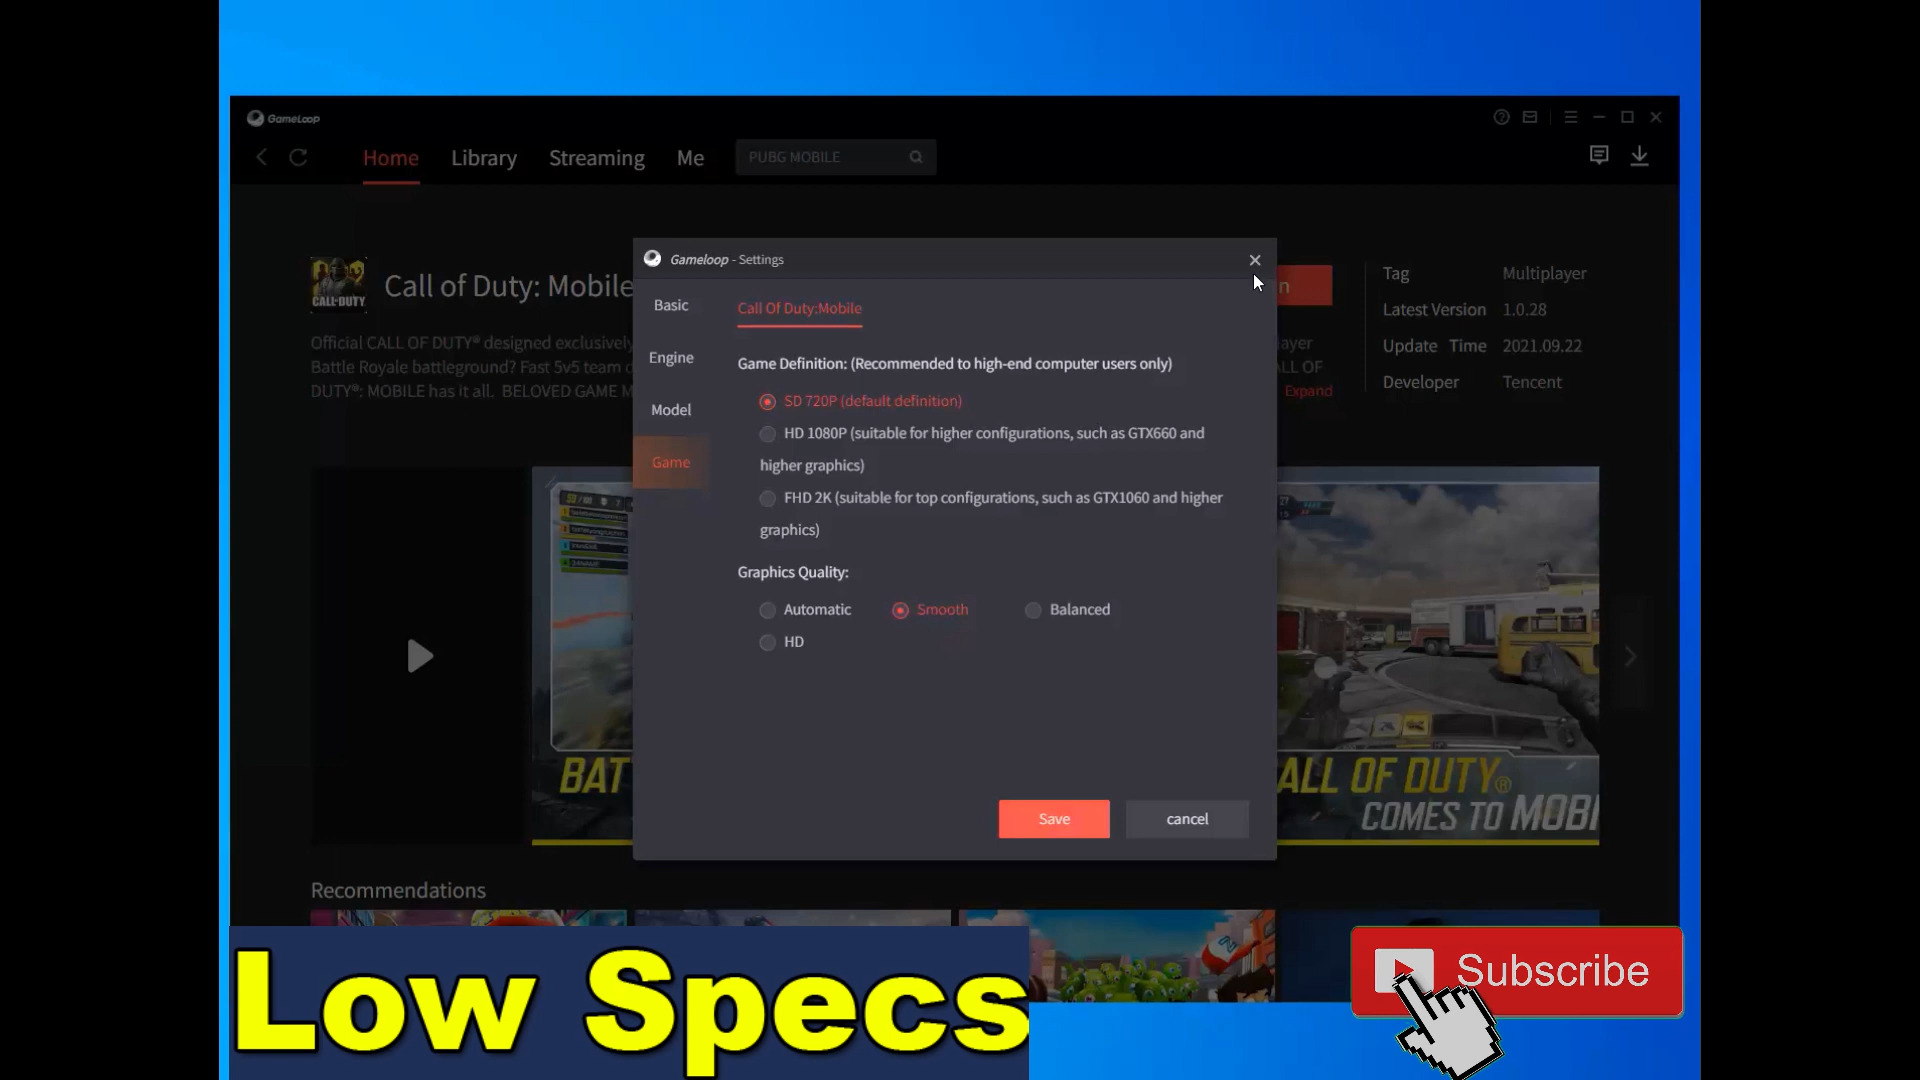 GameLoop
Home Library Streaming Me PUBG MOBILE
Gameloop - Settings
Call of Duty: Mobile
Tag Multiplayer
Latest Version 1.0.28
Update Time 2021.09.22
Developer Tencent
Official CALL OF DUTY® designed exclusively
Battle Royale battleground? Fast 5v5 team d
DUTY®: MOBILE has it all. BELOVED GAME M
Expand
CALL·DUTY
Basic
Engine
Model
Game
Call Of Duty:Mobile
Game Definition: (Recommended to high-end computer users only)
SD 720P (default definition)
HD 1080P (suitable for higher configurations, such as GTX660 and
higher graphics)
FHD 2K (suitable for top configurations, such as GTX1060 and higher
graphics)
Graphics Quality:
Automatic Smooth Balanced
HD
Save cancel
BAT
ALL OF DUTY®
COMES TO MOBI
Recommendations
Low Specs
Subscribe